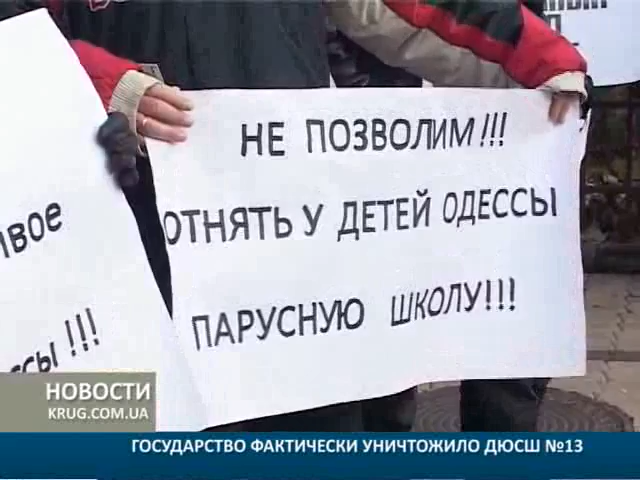 НЕ ПОЗВОЛИМ!!!
ОТНЯТЬ У ДЕТЕЙ ОДЕССЫ
ПАРУСНУЮ ШКОЛУ!!!
НОВОСТИ
KRUG.COM.UA
ГОСУДАРСТВО ФАКТИЧЕСКИ УНИЧТОЖИЛО ДЮСШ №13